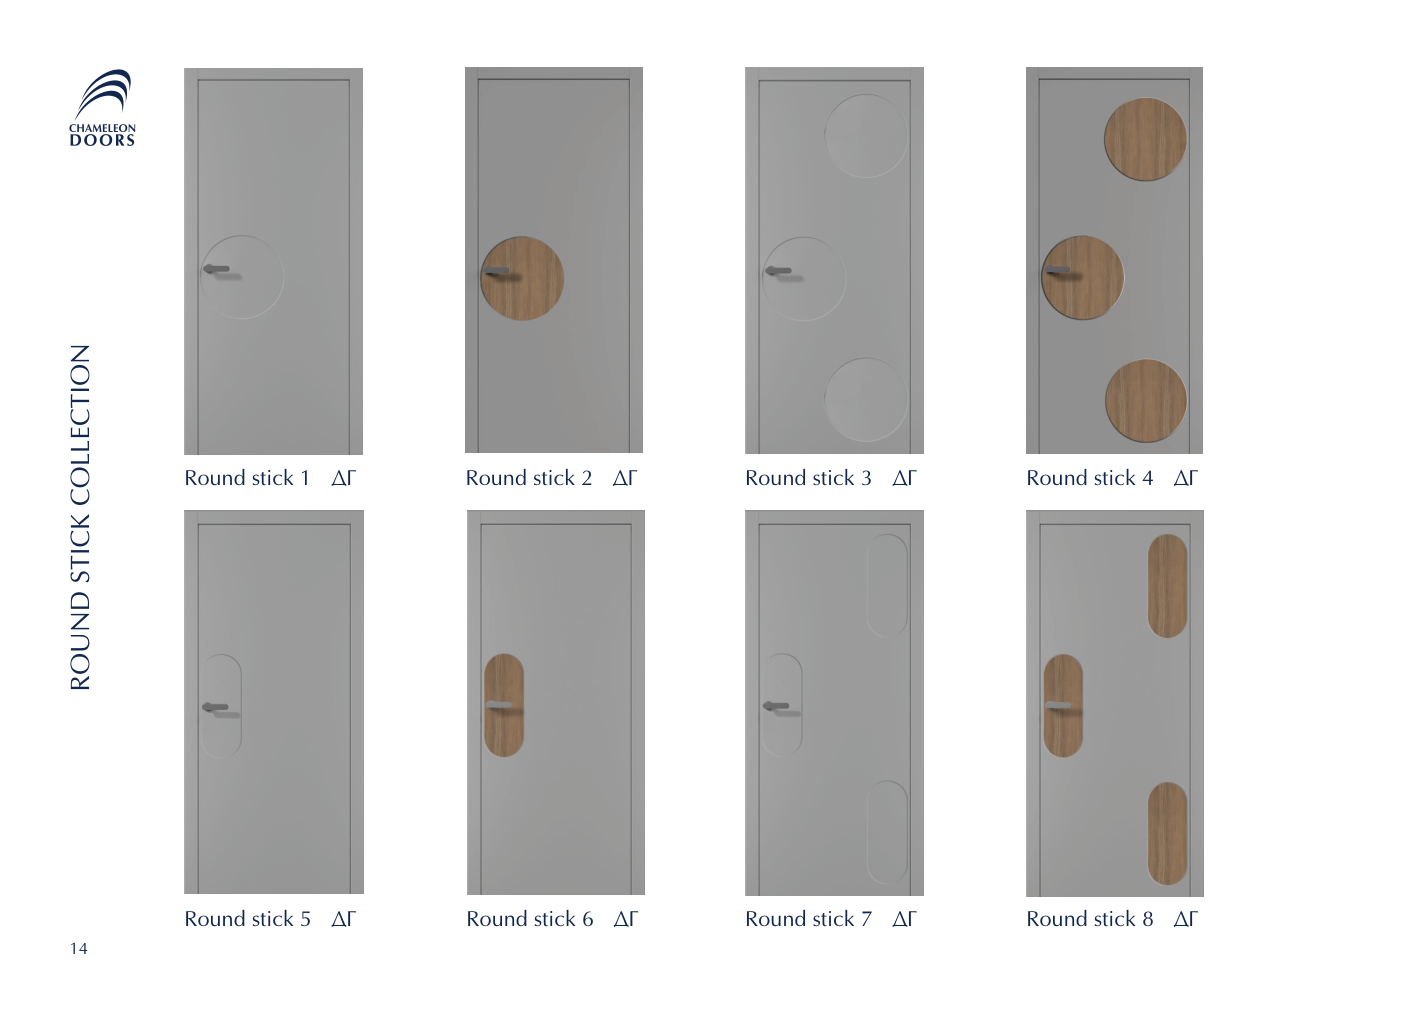 CHAMELEON
DOORS
ROUND STICK COLLECTION
Round stick 1 ΔΓ
Round stick 2 ΔΓ
Round stick 3 ΔΓ
Round stick 4 ΔΓ
Round stick 5 ΔΓ
Round stick 6 ΔΓ
Round stick 7 ΔΓ
Round stick 8 ΔΓ
14